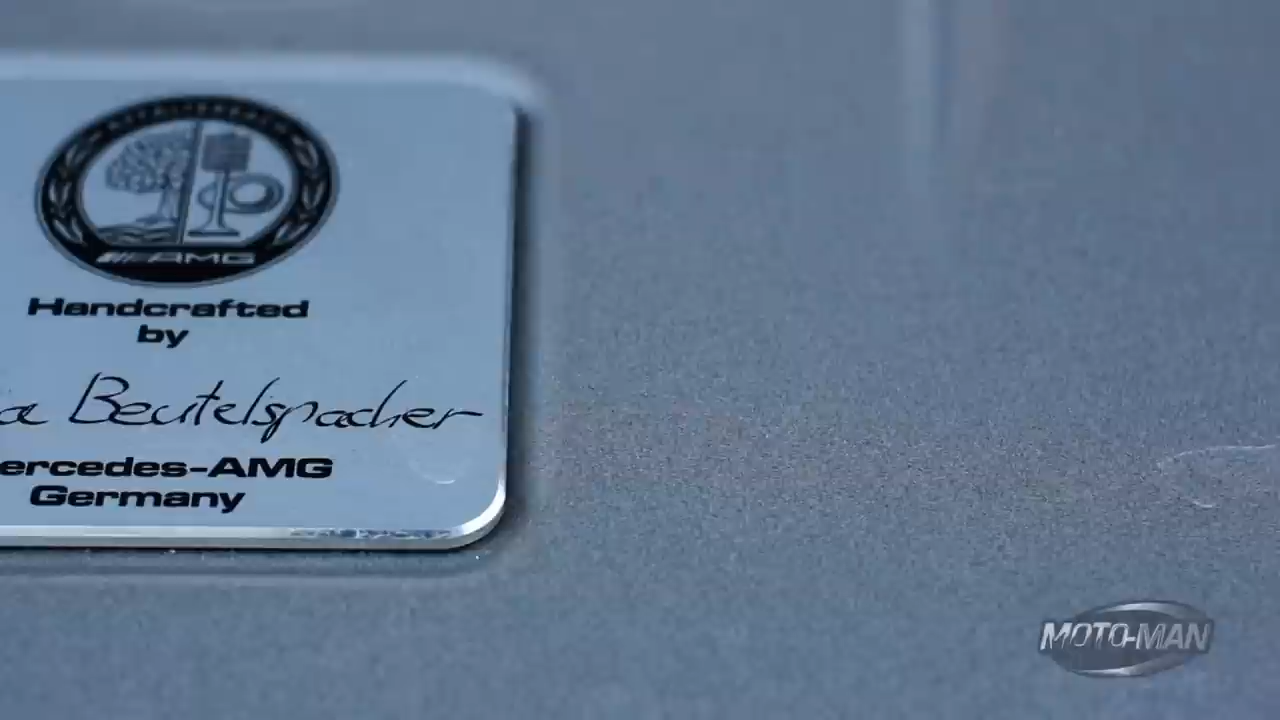 AMG
Handcrafted
by
a Beutelspacher
ercedes-AMG
Germany
MOTO-MAN